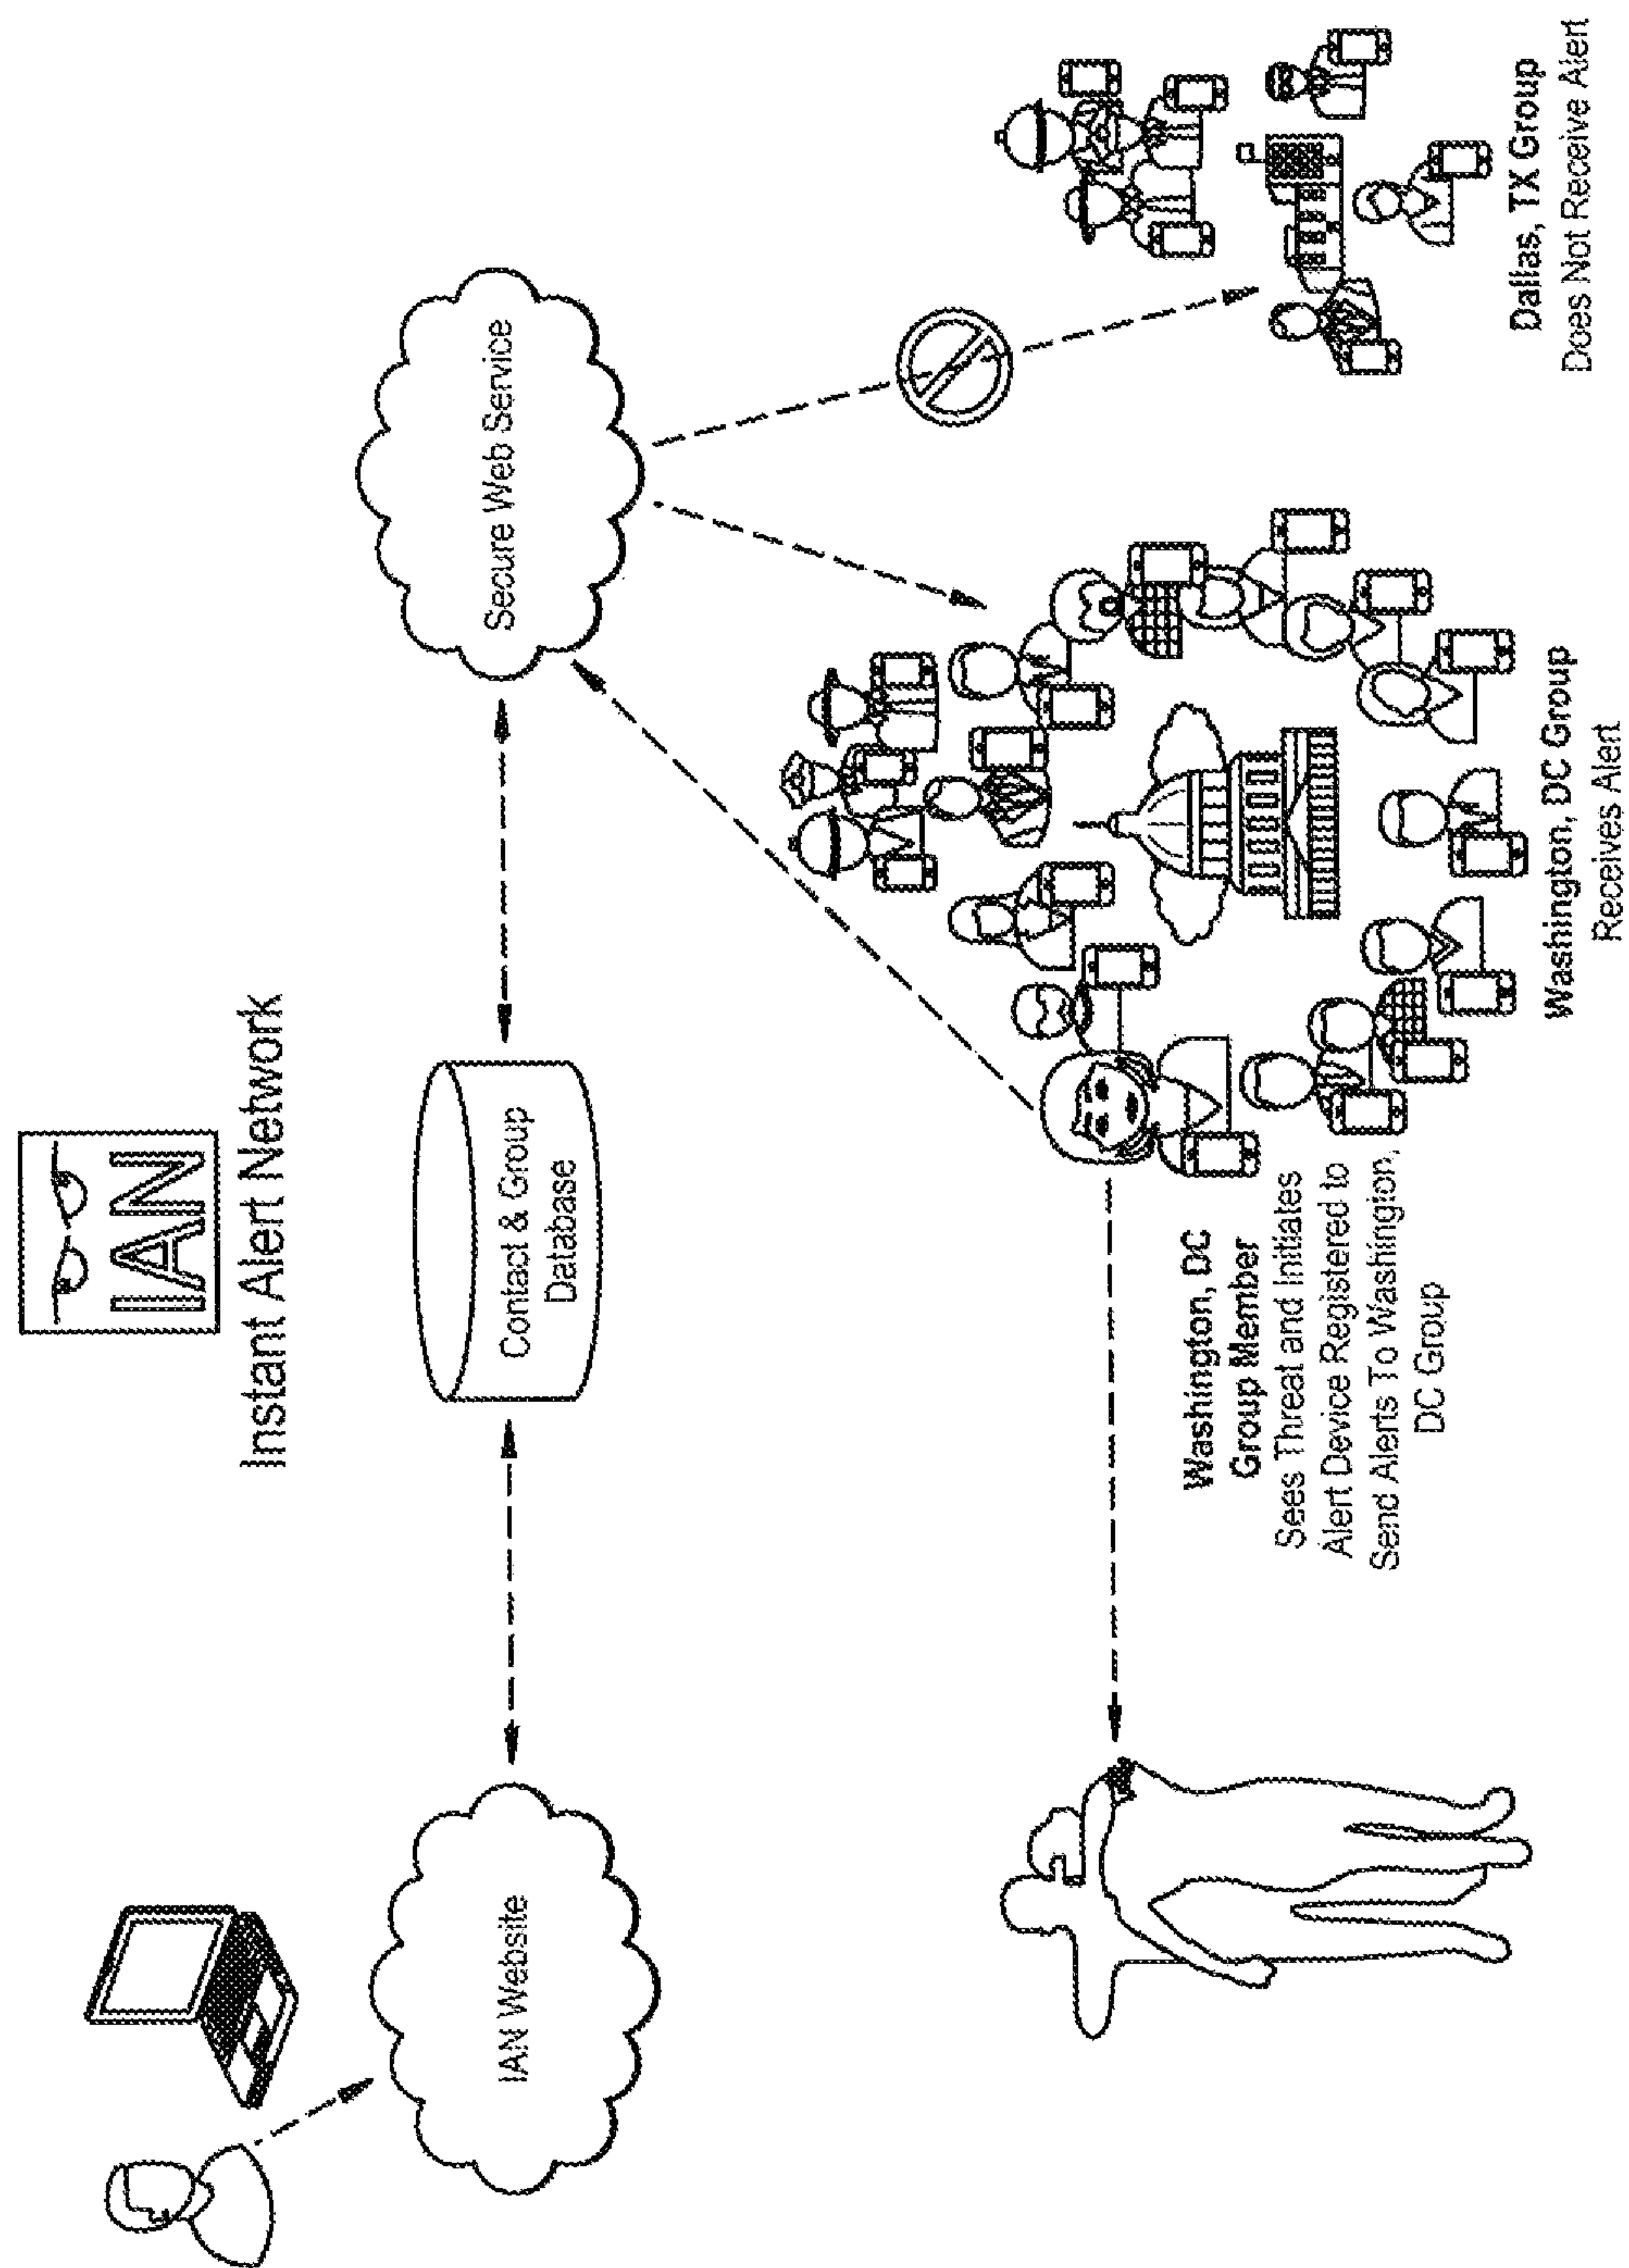 IAN
Instant Alert Network
IAN Website
Contact & Group
Database
Secure Web Service
Washington, DC
Group Member
Sees Threat and Initiates
Alert Device Registered to
Send Alerts To Washington,
DC Group
Washington, DC Group
Receives Alert
Dallas, TX Group
Does Not Receive Alert